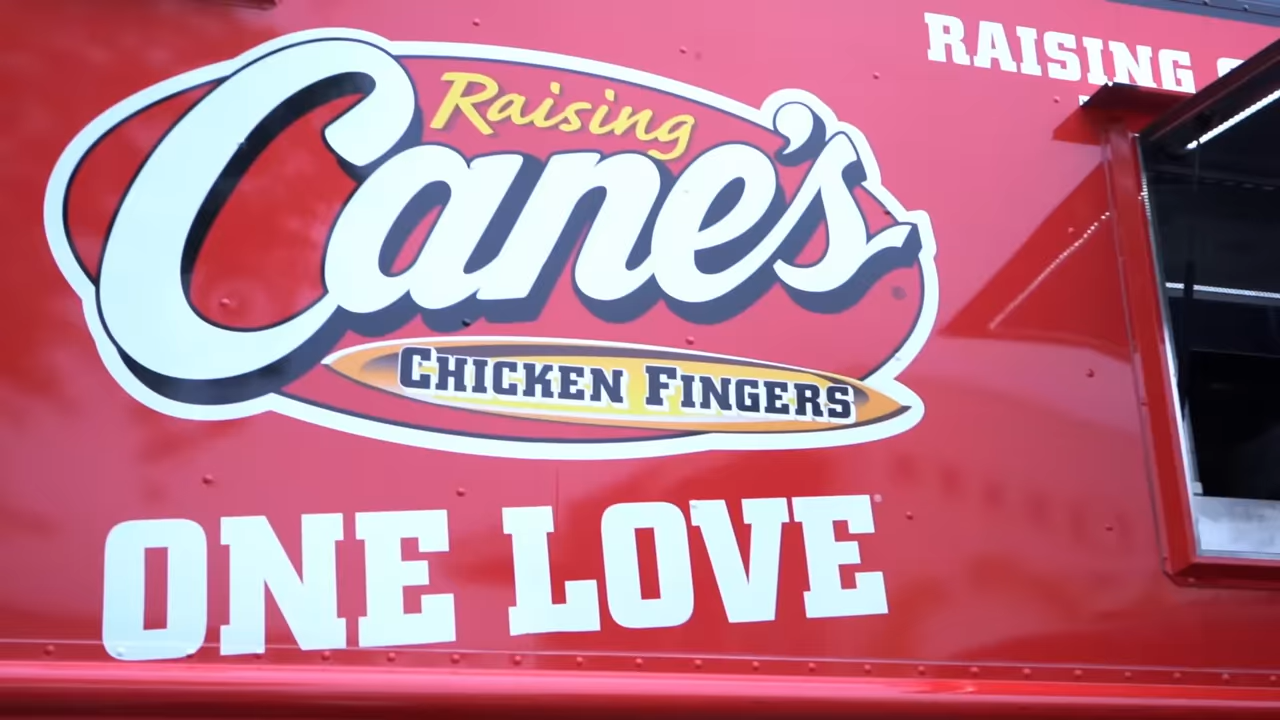 Raising
Cane's
CHICKEN FINGERS
ONE LOVE
RAISING